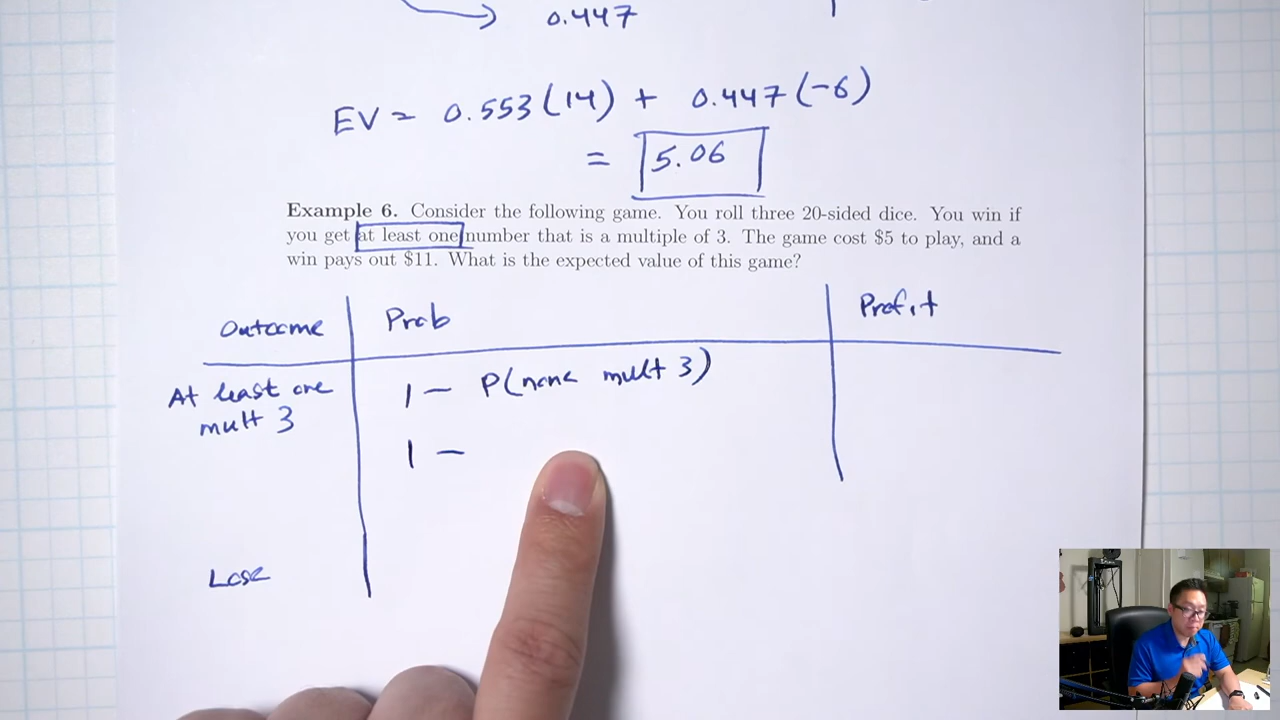 0.447
EV = 0.553(14) + 0.447(-6)
= 5.06
Example 6. Consider the following game. You roll three 20-sided dice. You win if
you get at least one number that is a multiple of 3. The game cost $5 to play, and a
win pays out $11. What is the expected value of this game?
Outcome Prob Profit
At least one 1 - P(none mult 3)
mult 3
1 -
Lose